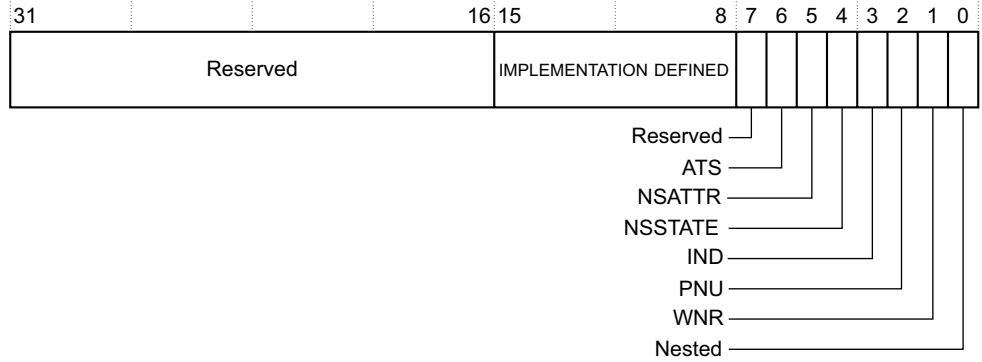 31 16 15 8 7 6 5 4 3 2 1 0
Reserved IMPLEMENTATION DEFINED
Reserved
ATS
NSATTR
NSSTATE
IND
PNU
WNR
Nested